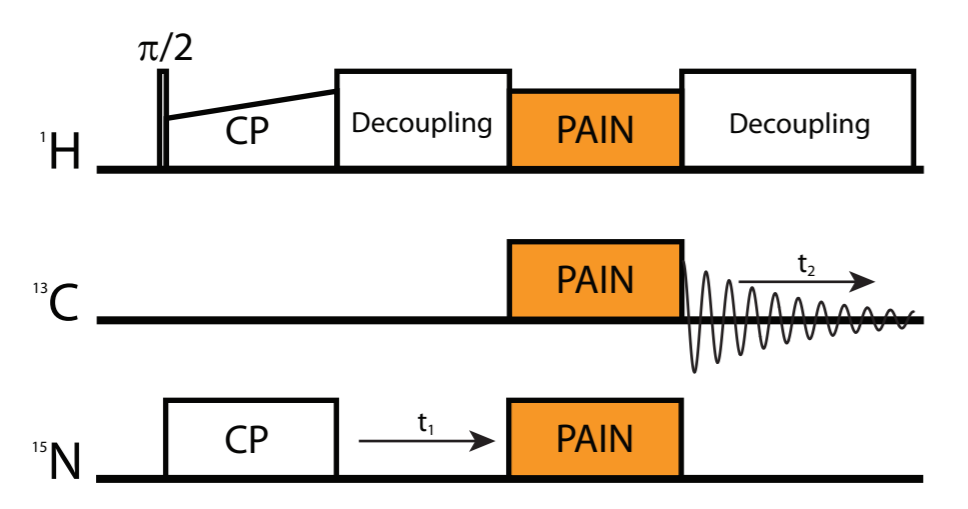 π/2
¹H
CP
Decoupling
PAIN
Decoupling
¹³C
PAIN
t₂
¹⁵N
CP
t₁
PAIN